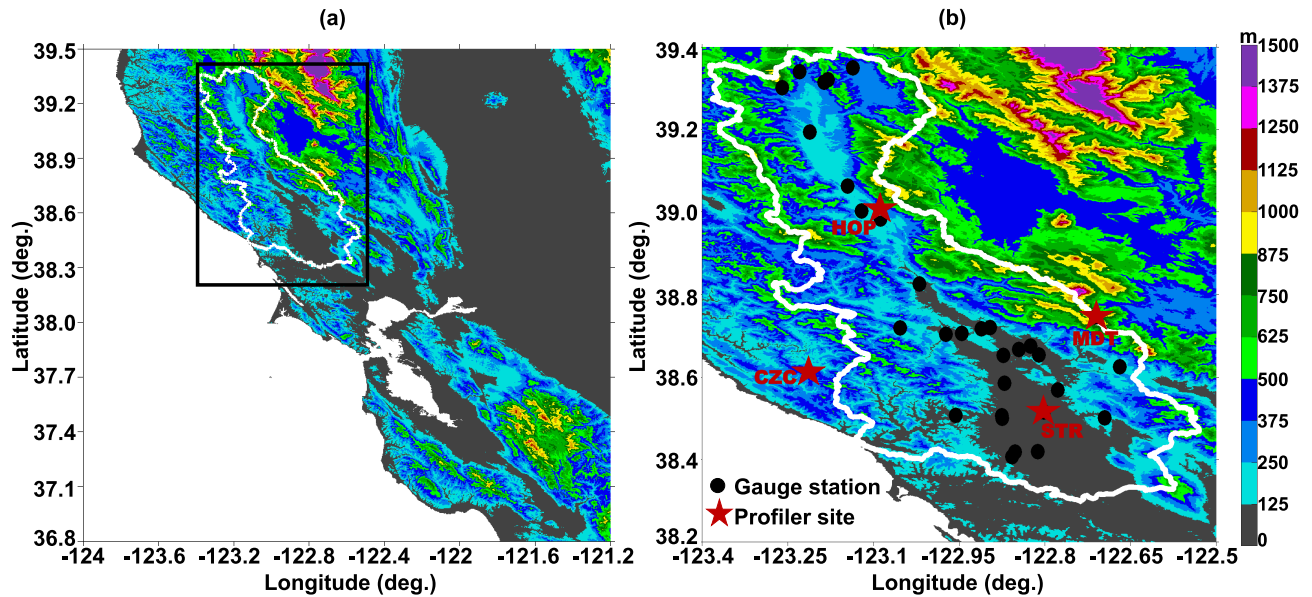 (a)
39.5
39.2
38.9
38.6
38.3
38.0
37.7
37.4
37.1
36.8
Latitude (deg.)
-124 -123.6 -123.2 -122.8 -122.4 -122 -121.6 -121.2
Longitude (deg.)
(b)
39.4
39.2
39.0
38.8
38.6
38.4
38.2
Latitude (deg.)
HOP
MDT
CZC
STR
Gauge station
Profiler site
-123.4 -123.25 -123.1 -122.95 -122.8 -122.65 -122.5
Longitude (deg.)
m
1500
1250
1125
1000
875
750
625
500
375
250
125
0